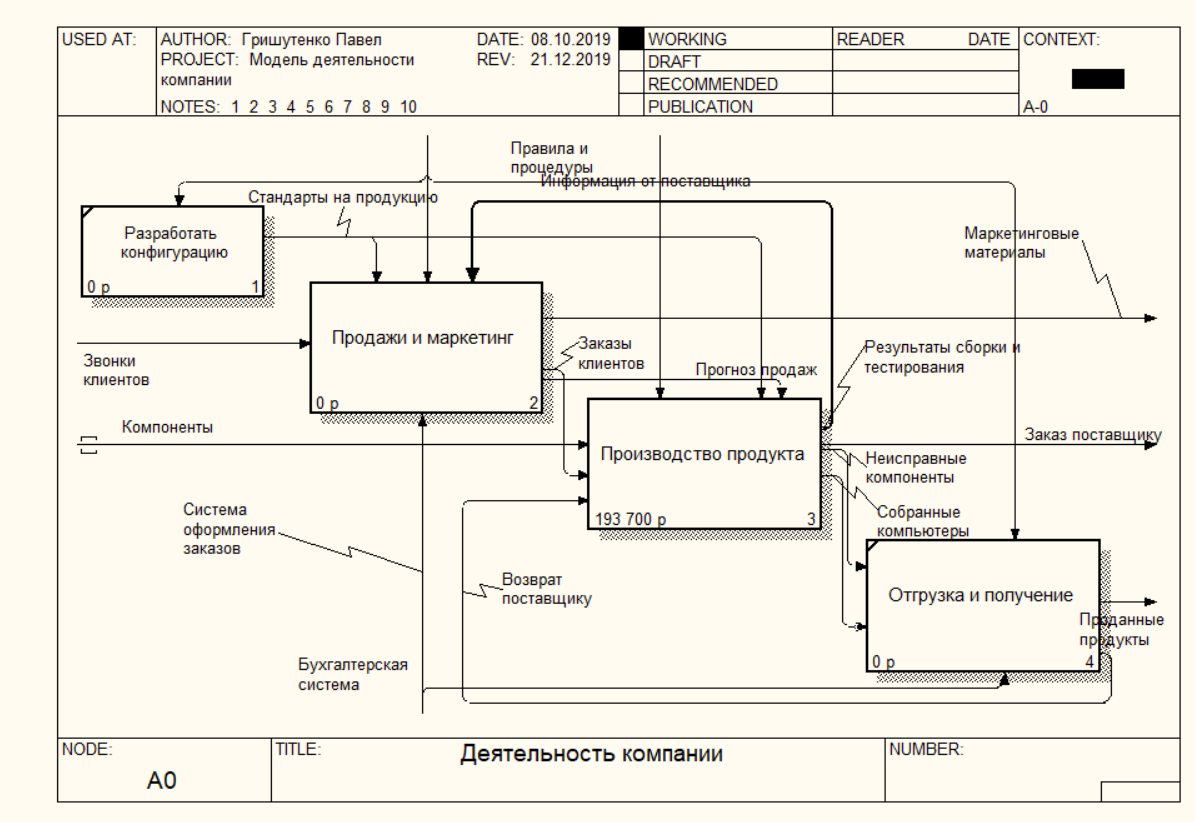 USED AT:
AUTHOR: Гришутенко Павел
DATE: 08.10.2019
PROJECT: Модель деятельности
компании
REV: 21.12.2019
NOTES: 1 2 3 4 5 6 7 8 9 10
WORKING
DRAFT
RECOMMENDED
PUBLICATION
READER DATE
CONTEXT:
A-0
Правила и
процедуры
Информация от поставщика
Стандарты на продукцию
Разработать
конфигурацию
0 р 1
Маркетинговые
материалы
Продажи и маркетинг
0 р 2
Звонки
клиентов
Заказы
клиентов
Прогноз продаж
Результаты сборки и
тестирования
Компоненты
Заказ поставщику
Производство продукта
193 700 р 3
Неисправные
компоненты
Собранные
компьютеры
Система
оформления
заказов
Возврат
поставщику
Отгрузка и получение
0 р 4
Проданные
продукты
Бухгалтерская
система
NODE:
A0
TITLE:
Деятельность компании
NUMBER: